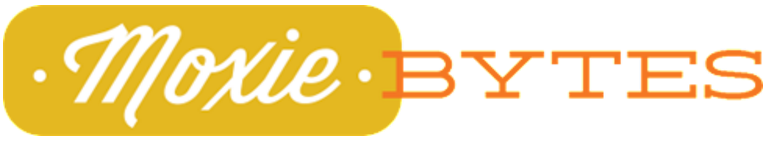 · Moxie · BYTES